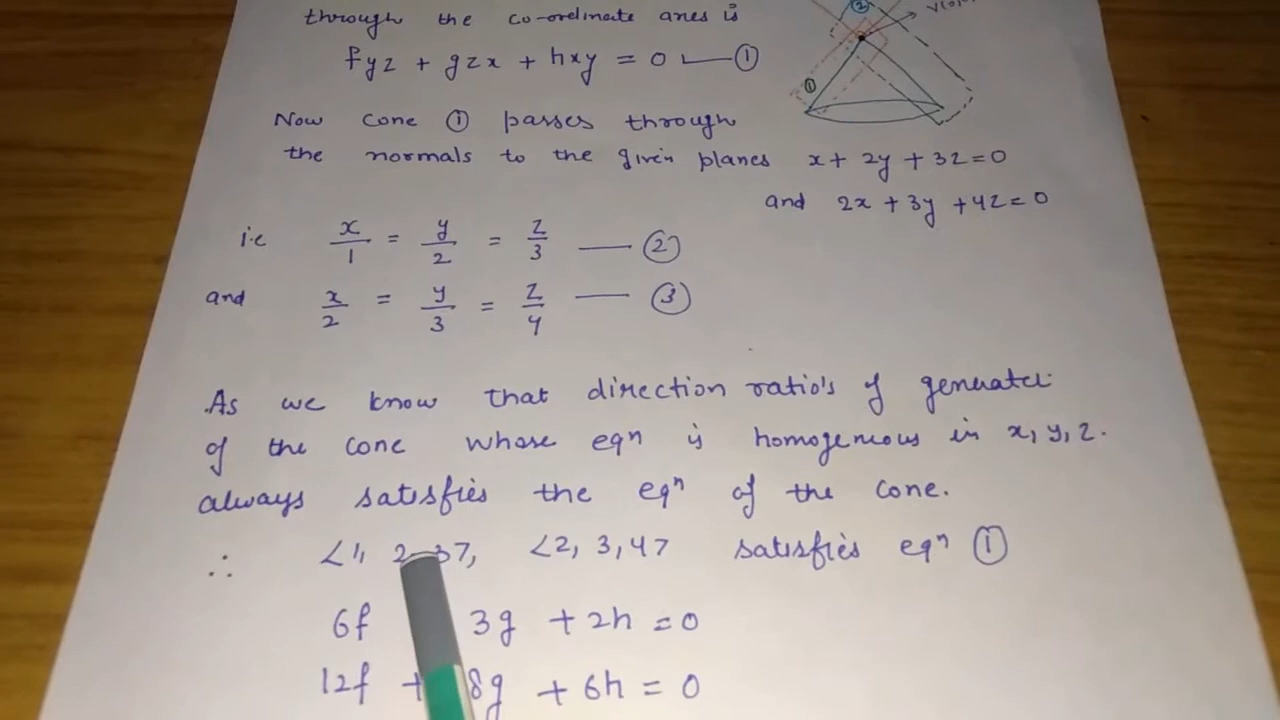 through the co-ordinate axes is
fyz + gzx + hxy = 0 — ①
②
①
Now cone ① passes through
the normals to the given planes x + 2y + 3z = 0
and 2x + 3y + 4z = 0
i.e x/1 = y/2 = z/3 — ②
and x/2 = y/3 = z/4 — ③
As we know that direction ratio's of
of the cone whose eqⁿ is homogeneous in x, y, z.
always satisfies the eqⁿ of the cone.
∴ <1, 2, 3>, <2, 3, 4> satisfies eqⁿ ①
6f 3g + 2h = 0
12f + 8g + 6h = 0